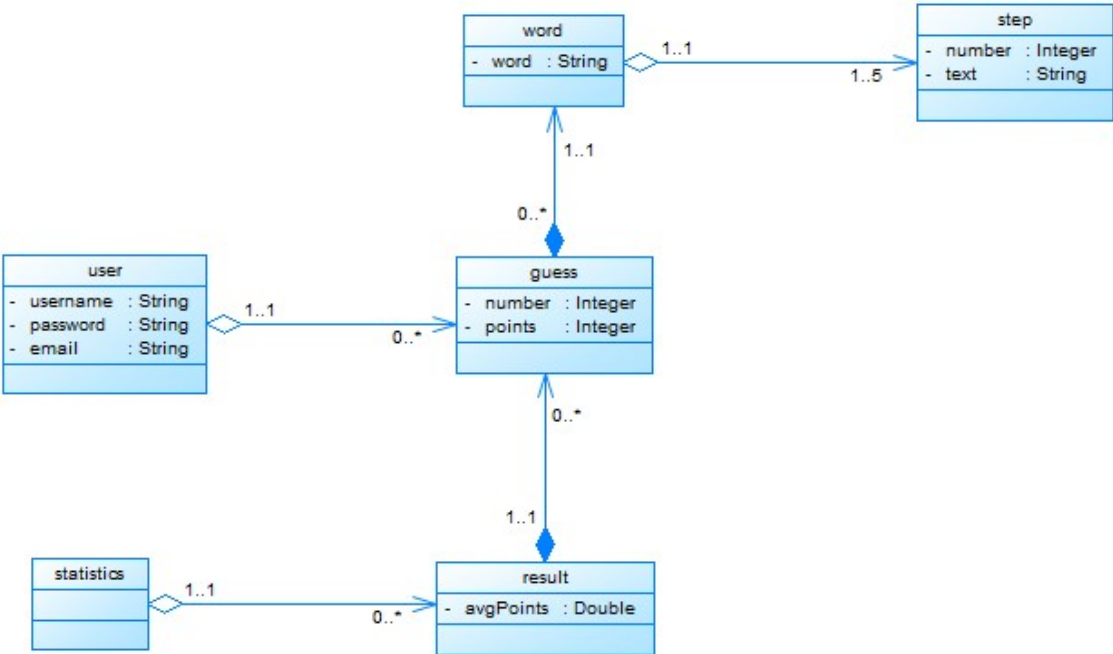 word
- word : String
1..1
1..5
step
- number : Integer
- text : String
1..1
0..*
user
- username : String
- password : String
- email : String
1..1
0..*
guess
- number : Integer
- points : Integer
0..*
1..1
statistics
1..1
0..*
result
- avgPoints : Double